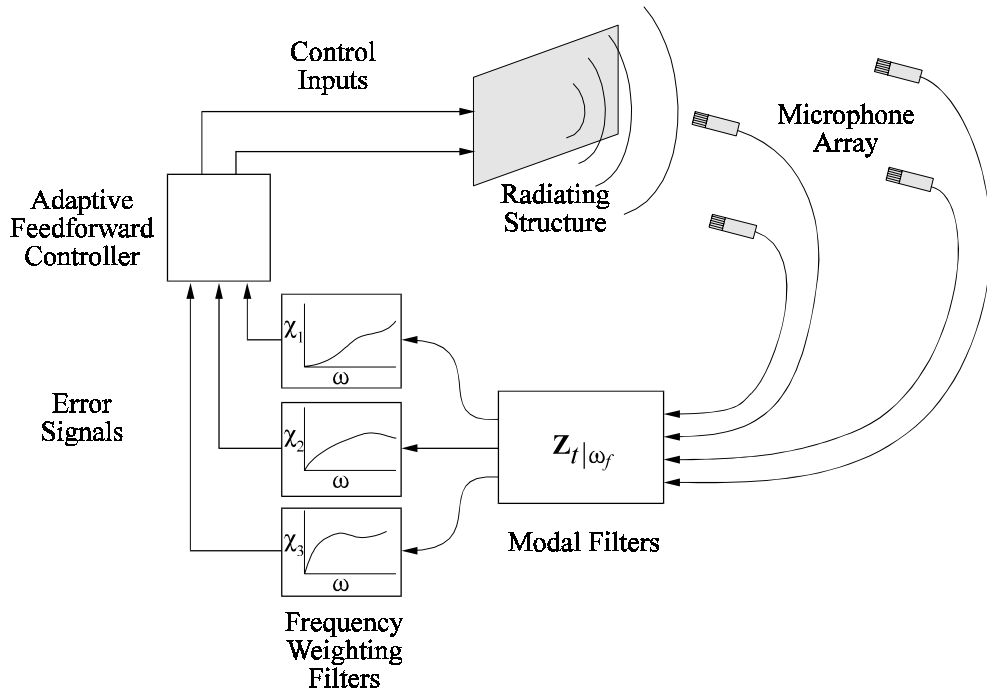 Control
Inputs
Microphone
Array
Radiating
Structure
Adaptive
Feedforward
Controller
χ1
ω
Error
Signals
χ2
ω
Zt|ωf
χ3
ω
Modal Filters
Frequency
Weighting
Filters